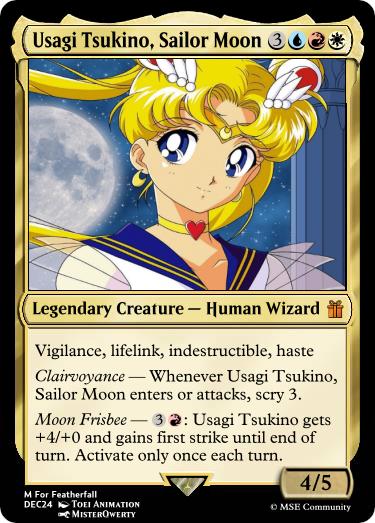 Usagi Tsukino, Sailor Moon 3
Legendary Creature — Human Wizard
Vigilance, lifelink, indestructible, haste
Clairvoyance — Whenever Usagi Tsukino,
Sailor Moon enters or attacks, scry 3.
Moon Frisbee — 3: Usagi Tsukino gets
+4/+0 and gains first strike until end of
turn. Activate only once each turn.
4/5
M For Featherfall
DEC24 Toei Animation
MisterQwerty
© MSE Community